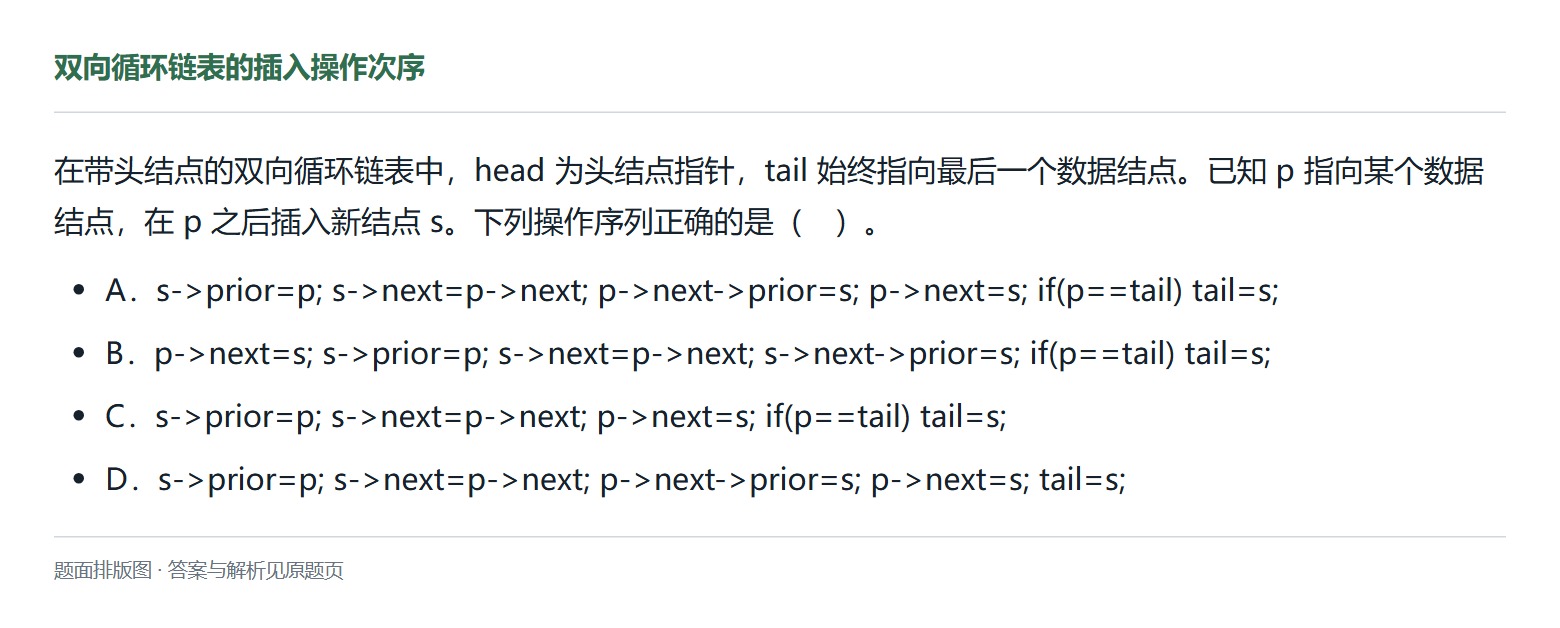 双向循环链表的插入操作次序
在带头结点的双向循环链表中，head 为头结点指针，tail 始终指向最后一个数据结点。已知 p 指向某个数据
结点，在 p 之后插入新结点 s。下列操作序列正确的是（　）。
• A．s->prior=p; s->next=p->next; p->next->prior=s; p->next=s; if(p==tail) tail=s;
• B．p->next=s; s->prior=p; s->next=p->next; s->next->prior=s; if(p==tail) tail=s;
• C．s->prior=p; s->next=p->next; p->next=s; if(p==tail) tail=s;
• D．s->prior=p; s->next=p->next; p->next->prior=s; p->next=s; tail=s;
题面排版图 · 答案与解析见原题页